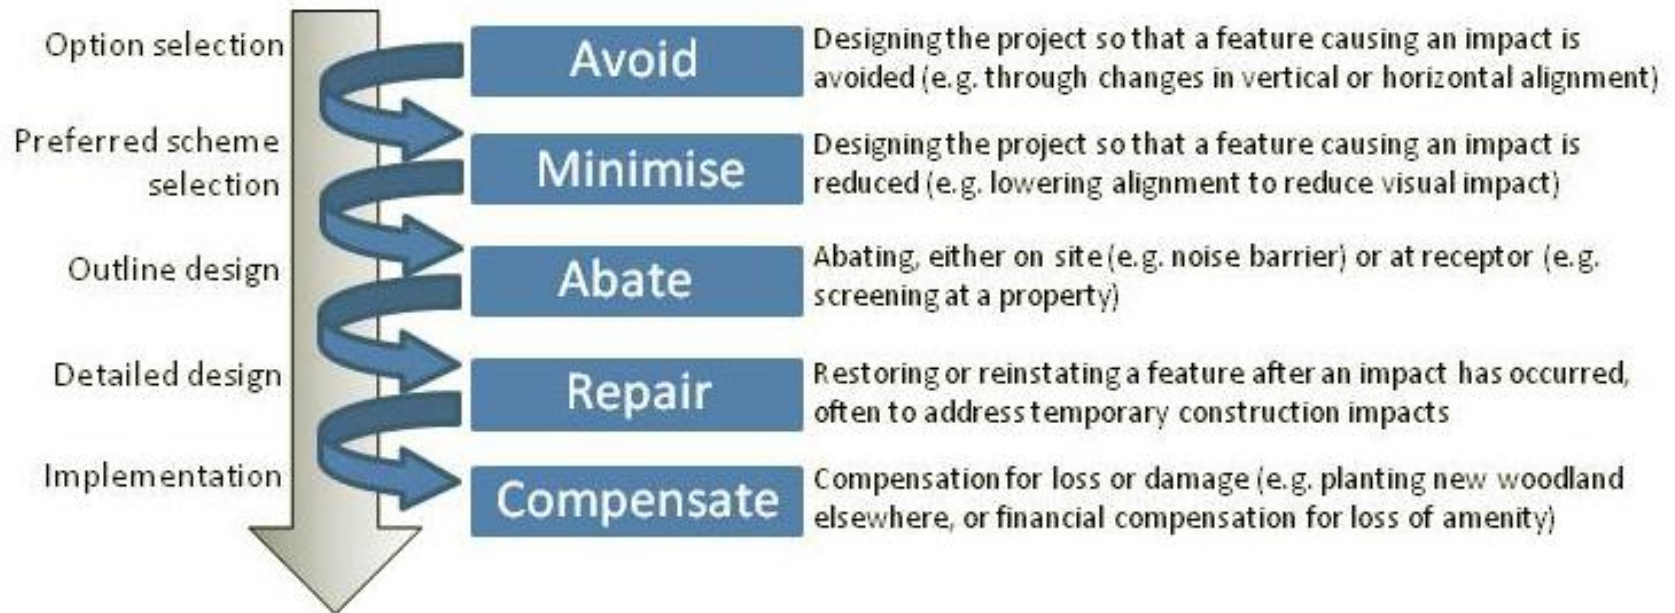 Option selection
Avoid
Designing the project so that a feature causing an impact is
avoided (e.g. through changes in vertical or horizontal alignment)
Preferred scheme
selection
Minimise
Designing the project so that a feature causing an impact is
reduced (e.g. lowering alignment to reduce visual impact)
Outline design
Abate
Abating, either on site (e.g. noise barrier) or at receptor (e.g.
screening at a property)
Detailed design
Repair
Restoring or reinstating a feature after an impact has occurred,
often to address temporary construction impacts
Implementation
Compensate
Compensation for loss or damage (e.g. planting new woodland
elsewhere, or financial compensation for loss of amenity)